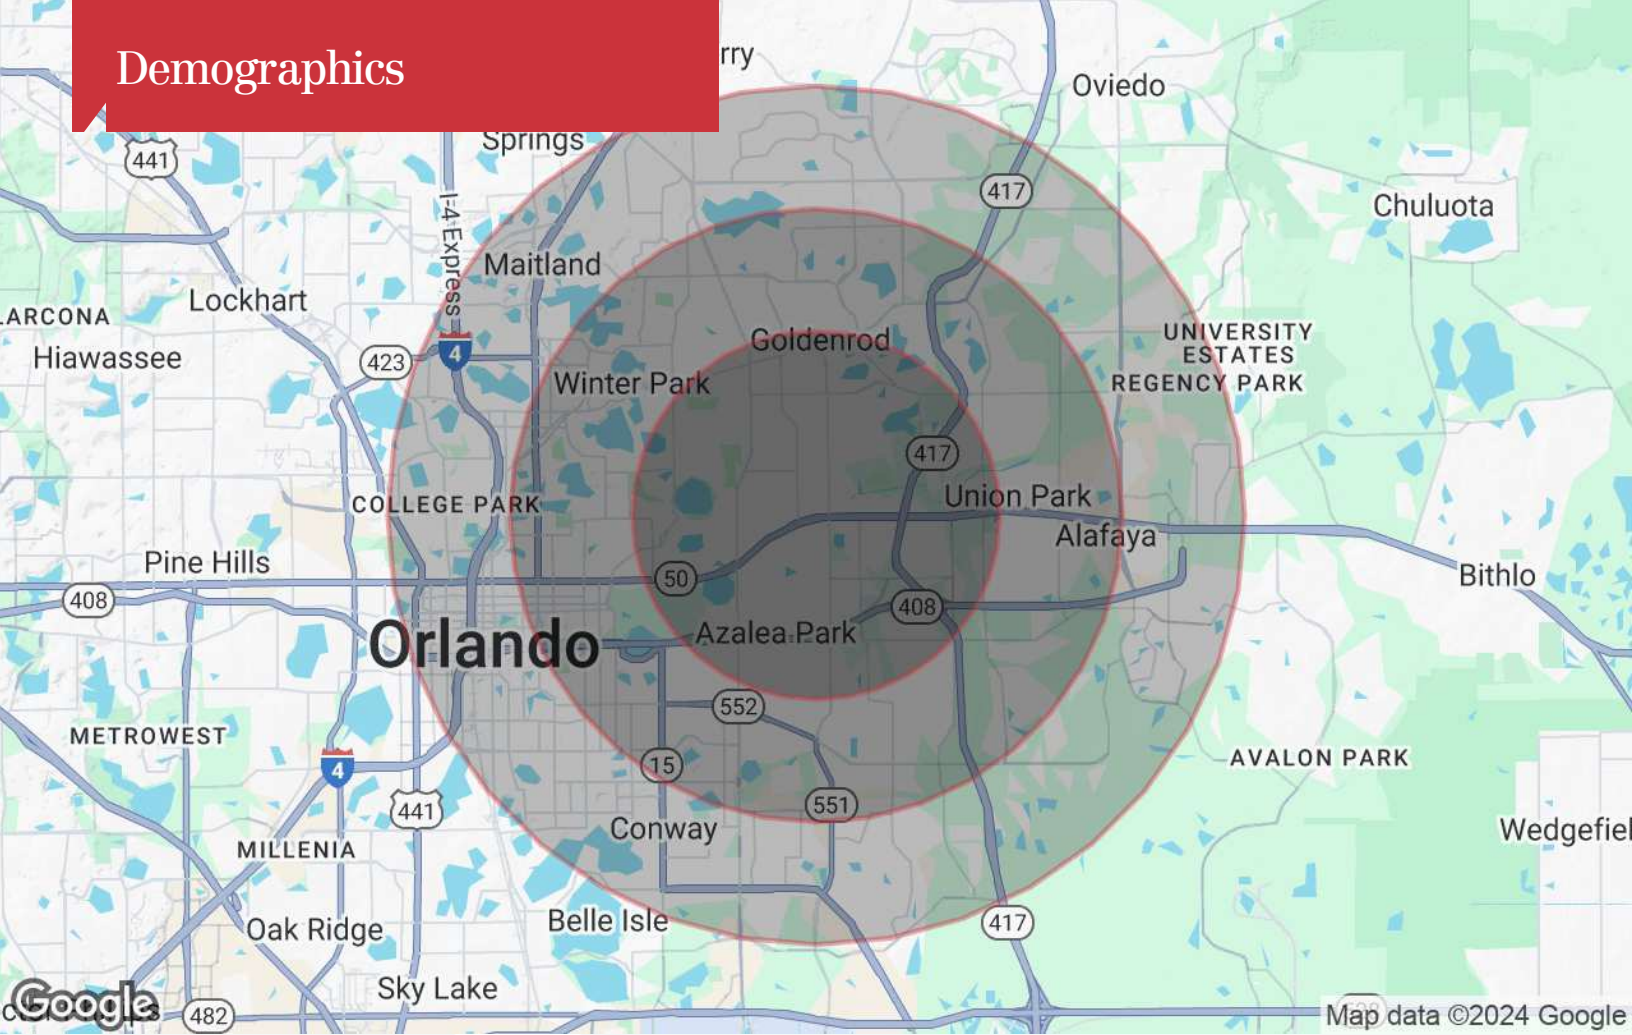 Demographics
rry
Oviedo
Springs
441
417
I-4 Express
Chuluota
Maitland
Lockhart
LARCONA
Hiawassee
423
4
Goldenrod
UNIVERSITY
ESTATES
REGENCY PARK
Winter Park
417
COLLEGE PARK
Union Park
Alafaya
Pine Hills
50
Bithlo
408
408
Orlando
Azalea Park
552
METROWEST
4
15
AVALON PARK
441
551
Conway
Wedgefiel
MILLENIA
Oak Ridge
Belle Isle
417
Sky Lake
Google
482
Map data ©2024 Google